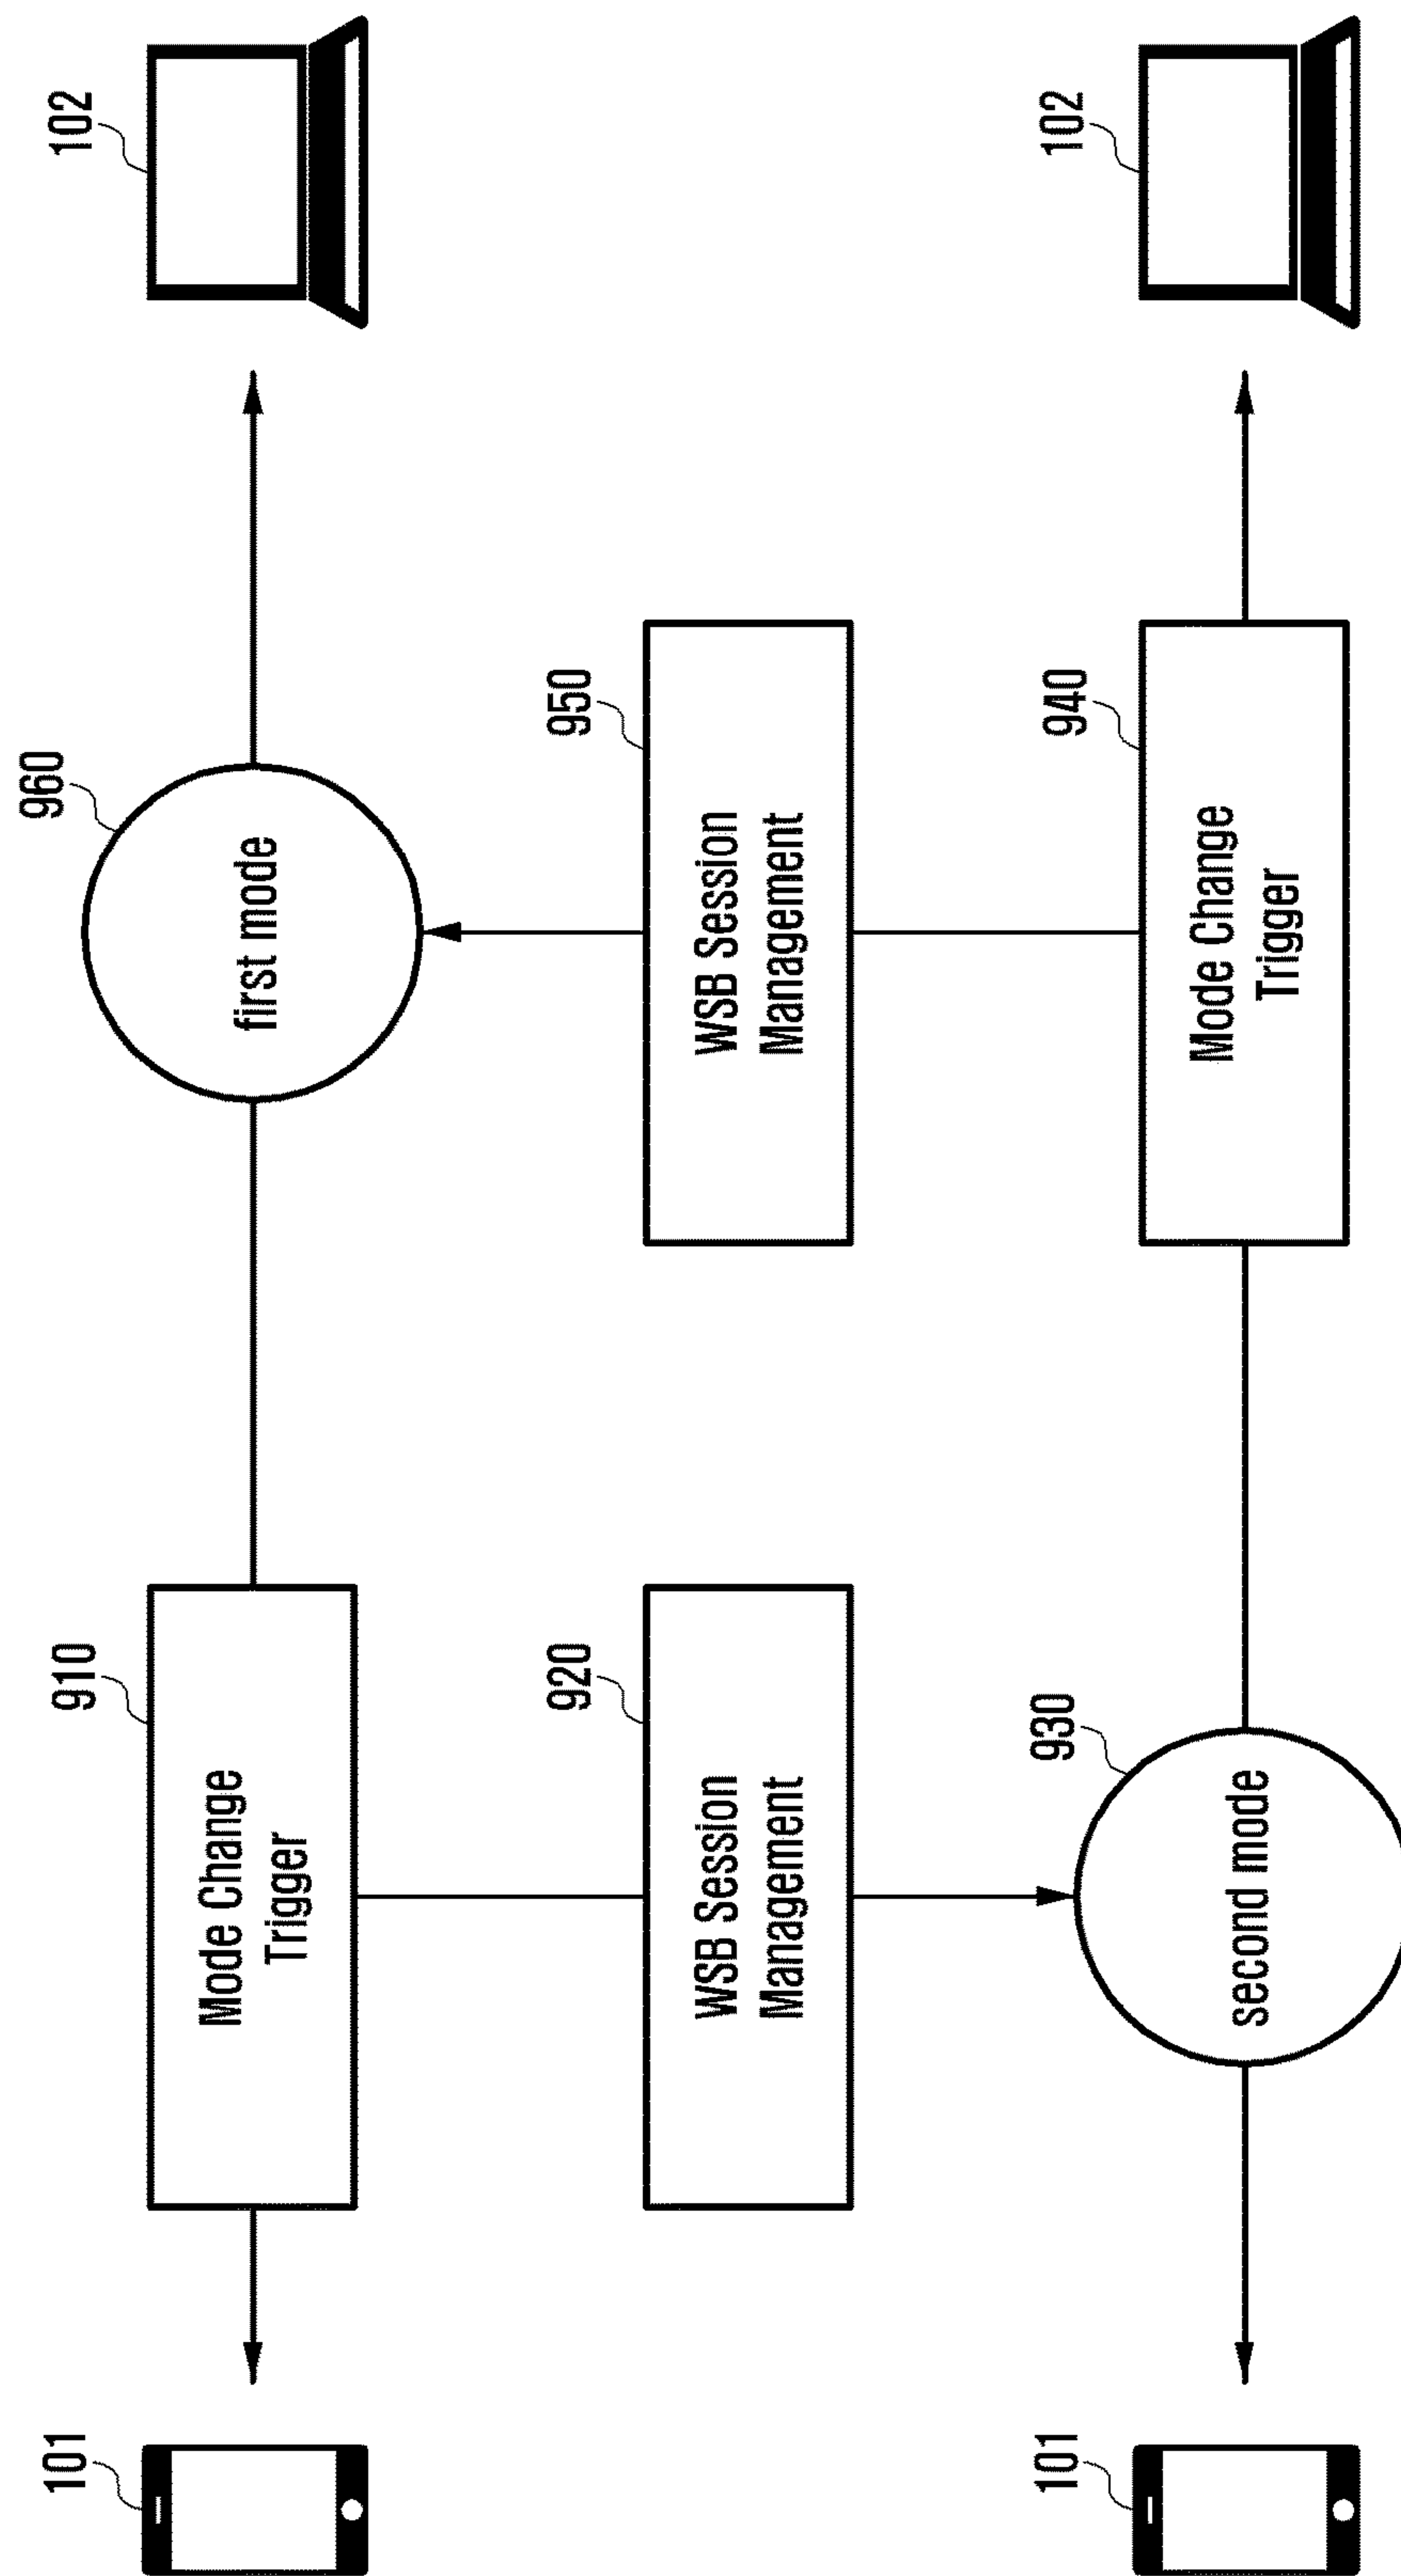 101
910
Mode Change
Trigger
960
first mode
102
920
WSB Session
Management
950
WSB Session
Management
101
930
second mode
940
Mode Change
Trigger
102